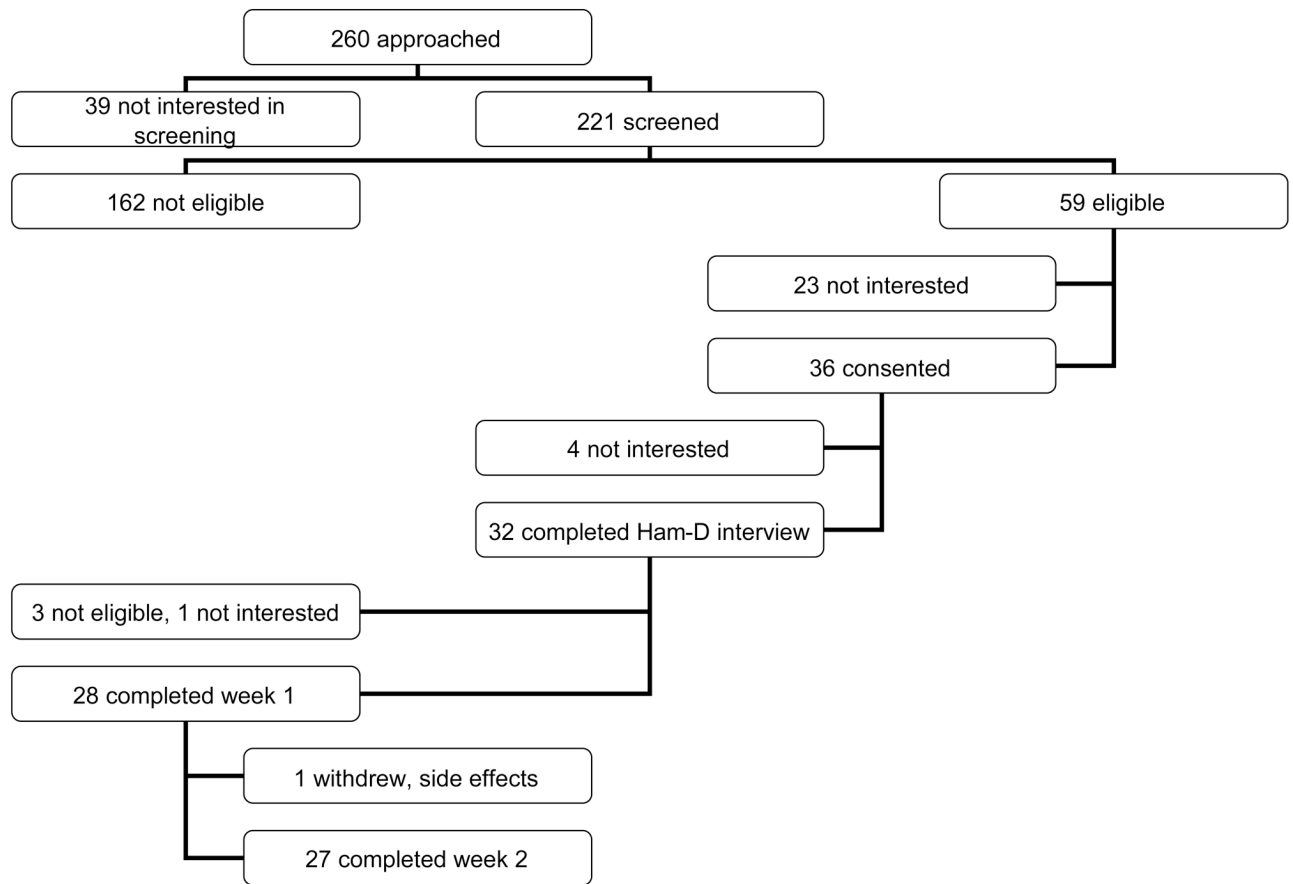 260 approached
39 not interested in
screening
221 screened
162 not eligible
59 eligible
23 not interested
36 consented
4 not interested
32 completed Ham-D interview
3 not eligible, 1 not interested
28 completed week 1
1 withdrew, side effects
27 completed week 2